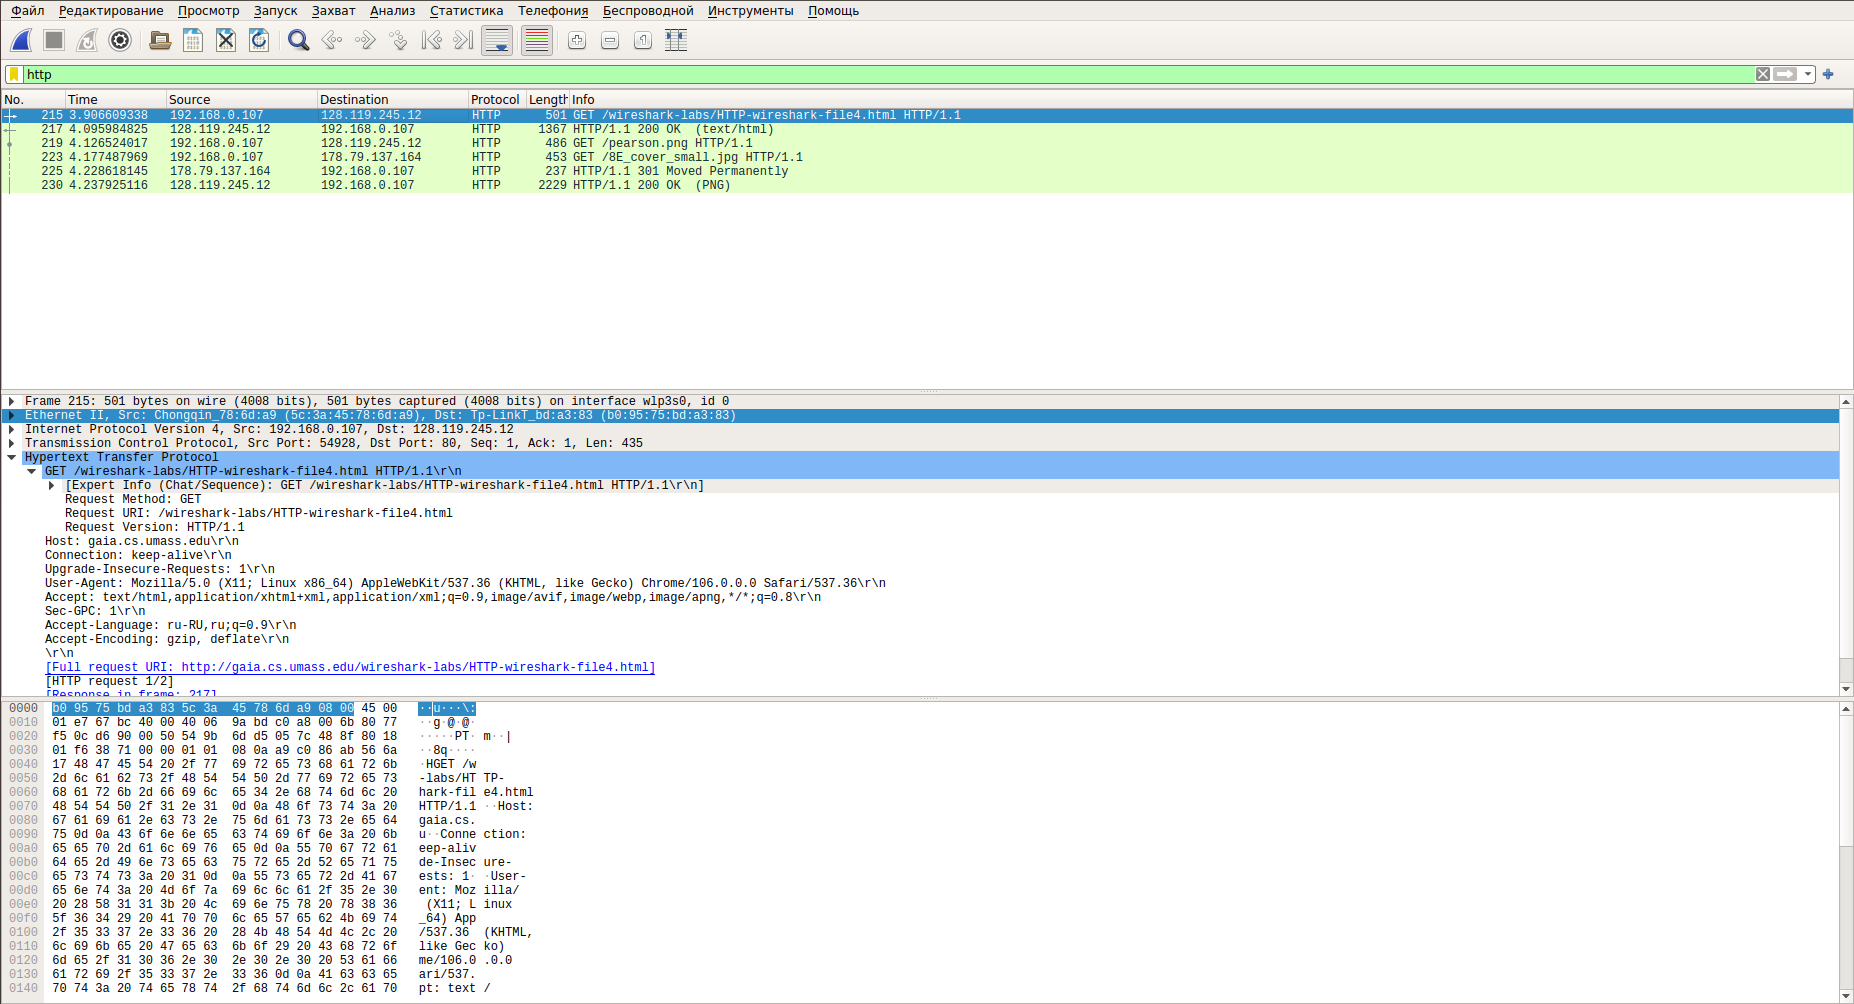 Файл Редактирование Просмотр Запуск Захват Анализ Статистика Телефония Беспроводной Инструменты Помощь
http
No. Time Source Destination Protocol Length Info
215 3.906609338 192.168.0.107 128.119.245.12 HTTP 501 GET /wireshark-labs/HTTP-wireshark-file4.html HTTP/1.1
217 4.095984825 128.119.245.12 192.168.0.107 HTTP 1367 HTTP/1.1 200 OK (text/html)
219 4.126524017 192.168.0.107 128.119.245.12 HTTP 486 GET /pearson.png HTTP/1.1
223 4.177487969 192.168.0.107 178.79.137.164 HTTP 453 GET /8E_cover_small.jpg HTTP/1.1
225 4.228618145 178.79.137.164 192.168.0.107 HTTP 237 HTTP/1.1 301 Moved Permanently
230 4.237925116 128.119.245.12 192.168.0.107 HTTP 2229 HTTP/1.1 200 OK (PNG)
Frame 215: 501 bytes on wire (4008 bits), 501 bytes captured (4008 bits) on interface wlp3s0, id 0
Ethernet II, Src: Chongqin_78:6d:a9 (5c:3a:45:78:6d:a9), Dst: Tp-LinkT_bd:a3:83 (b0:95:75:bd:a3:83)
Internet Protocol Version 4, Src: 192.168.0.107, Dst: 128.119.245.12
Transmission Control Protocol, Src Port: 54928, Dst Port: 80, Seq: 1, Ack: 1, Len: 435
Hypertext Transfer Protocol
GET /wireshark-labs/HTTP-wireshark-file4.html HTTP/1.1\r\n
[Expert Info (Chat/Sequence): GET /wireshark-labs/HTTP-wireshark-file4.html HTTP/1.1\r\n]
Request Method: GET
Request URI: /wireshark-labs/HTTP-wireshark-file4.html
Request Version: HTTP/1.1
Host: gaia.cs.umass.edu\r\n
Connection: keep-alive\r\n
Upgrade-Insecure-Requests: 1\r\n
User-Agent: Mozilla/5.0 (X11; Linux x86_64) AppleWebKit/537.36 (KHTML, like Gecko) Chrome/106.0.0.0 Safari/537.36\r\n
Accept: text/html,application/xhtml+xml,application/xml;q=0.9,image/avif,image/webp,image/apng,*/*;q=0.8\r\n
Sec-GPC: 1\r\n
Accept-Language: ru-RU,ru;q=0.9\r\n
Accept-Encoding: gzip, deflate\r\n
\r\n
[Full request URI: http://gaia.cs.umass.edu/wireshark-labs/HTTP-wireshark-file4.html]
[HTTP request 1/2]
[Response in frame: 217]
0000 b0 95 75 bd a3 83 5c 3a 45 78 6d a9 08 00 45 00 ··u···\:
0010 01 e7 67 bc 40 00 40 06 9a bd c0 a8 00 6b 80 77 ··g·@·@·
0020 f5 0c d6 90 00 50 54 9b 6d d5 05 7c 48 8f 80 18 ·····PT· m··|
0030 01 f6 38 71 00 00 01 01 08 0a a9 c0 86 ab 56 6a ··8q····
0040 17 48 47 45 54 20 2f 77 69 72 65 73 68 61 72 6b ·HGET /w
0050 2d 6c 61 62 73 2f 48 54 54 50 2d 77 69 72 65 73 -labs/HT TP-
0060 68 61 72 6b 2d 66 69 6c 65 34 2e 68 74 6d 6c 20 hark-fil e4.html
0070 48 54 54 50 2f 31 2e 31 0d 0a 48 6f 73 74 3a 20 HTTP/1.1 ··Host:
0080 67 61 69 61 2e 63 73 2e 75 6d 61 73 73 2e 65 64 gaia.cs.
0090 75 0d 0a 43 6f 6e 6e 65 63 74 69 6f 6e 3a 20 6b u··Conne ction:
00a0 65 65 70 2d 61 6c 69 76 65 0d 0a 55 70 67 72 61 eep-aliv
00b0 64 65 2d 49 6e 73 65 63 75 72 65 2d 52 65 71 75 de-Insec ure-
00c0 65 73 74 73 3a 20 31 0d 0a 55 73 65 72 2d 41 67 ests: 1· ·User-
00d0 65 6e 74 3a 20 4d 6f 7a 69 6c 6c 61 2f 35 2e 30 ent: Moz illa/
00e0 20 28 58 31 31 3b 20 4c 69 6e 75 78 20 78 38 36 (X11; L inux
00f0 5f 36 34 29 20 41 70 70 6c 65 57 65 62 4b 69 74 _64) App
0100 2f 35 33 37 2e 33 36 20 28 4b 48 54 4d 4c 2c 20 /537.36 (KHTML,
0110 6c 69 6b 65 20 47 65 63 6b 6f 29 20 43 68 72 6f like Gec ko)
0120 6d 65 2f 31 30 36 2e 30 2e 30 2e 30 20 53 61 66 me/106.0 .0.0
0130 61 72 69 2f 35 33 37 2e 33 36 0d 0a 41 63 63 65 ari/537.
0140 70 74 3a 20 74 65 78 74 2f 68 74 6d 6c 2c 61 70 pt: text /